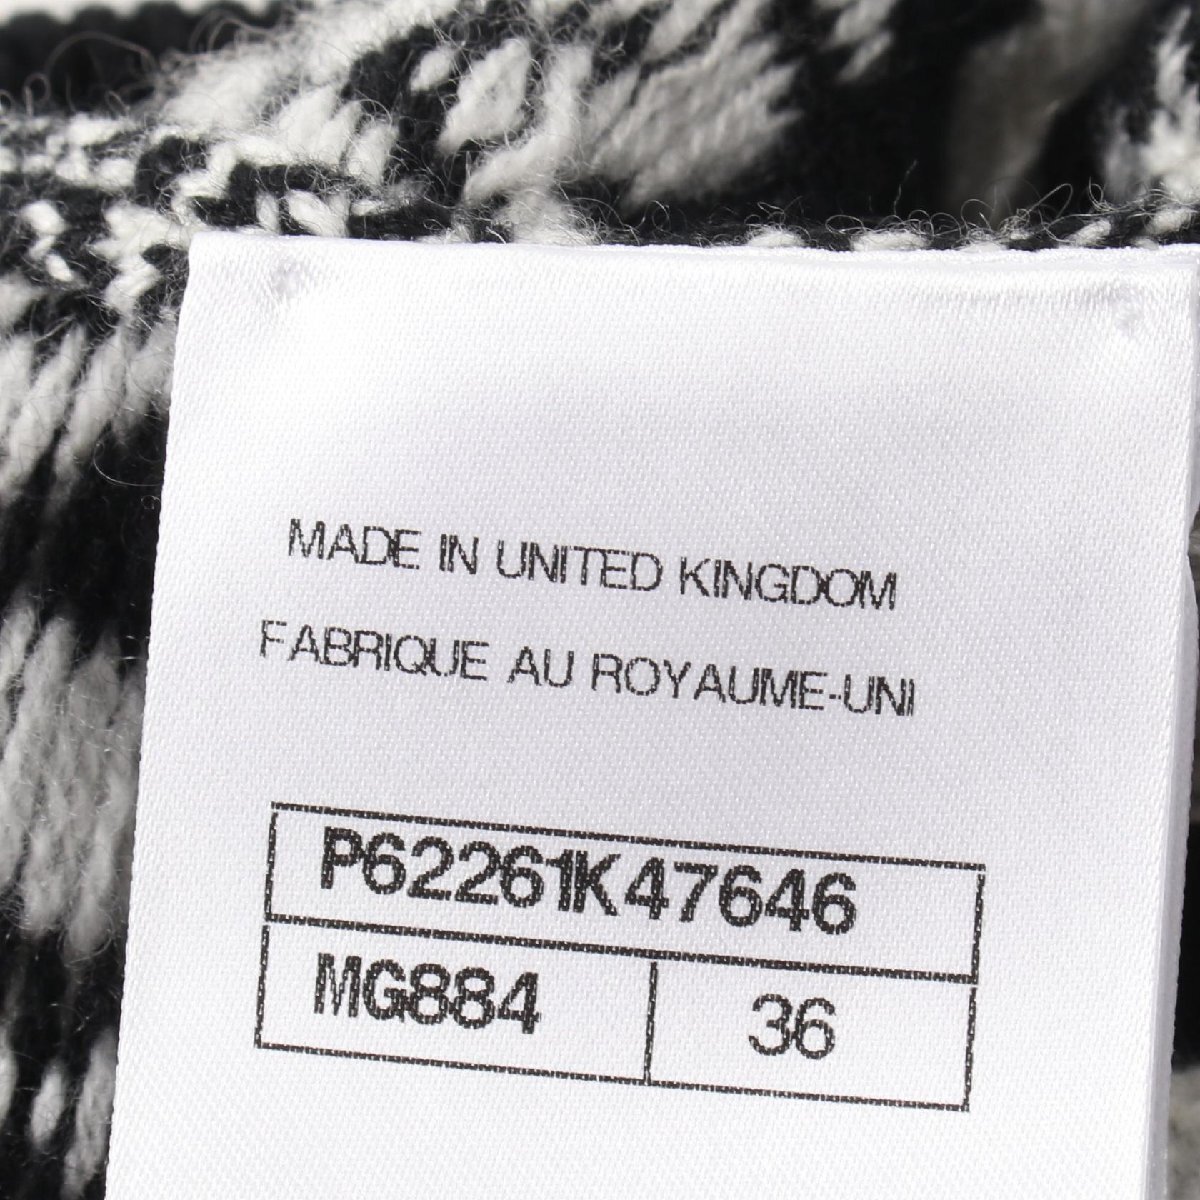 MADE IN UNITED KINGDOM
FABRIQUE AU ROYAUME-UNI
P62261K47646
MG884 36